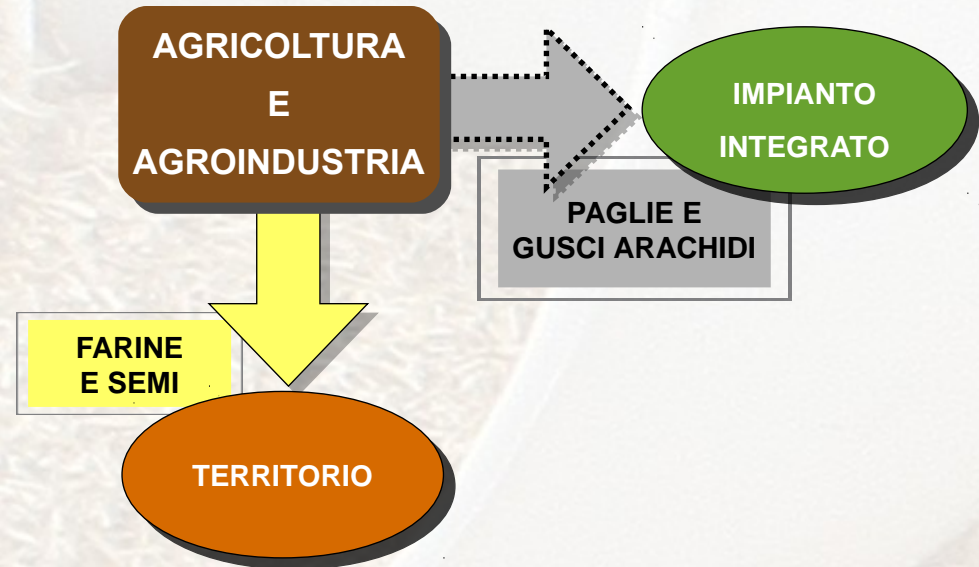 AGRICOLTURA
E
AGROINDUSTRIA
IMPIANTO
INTEGRATO
PAGLIE E
GUSCI ARACHIDI
FARINE
E SEMI
TERRITORIO